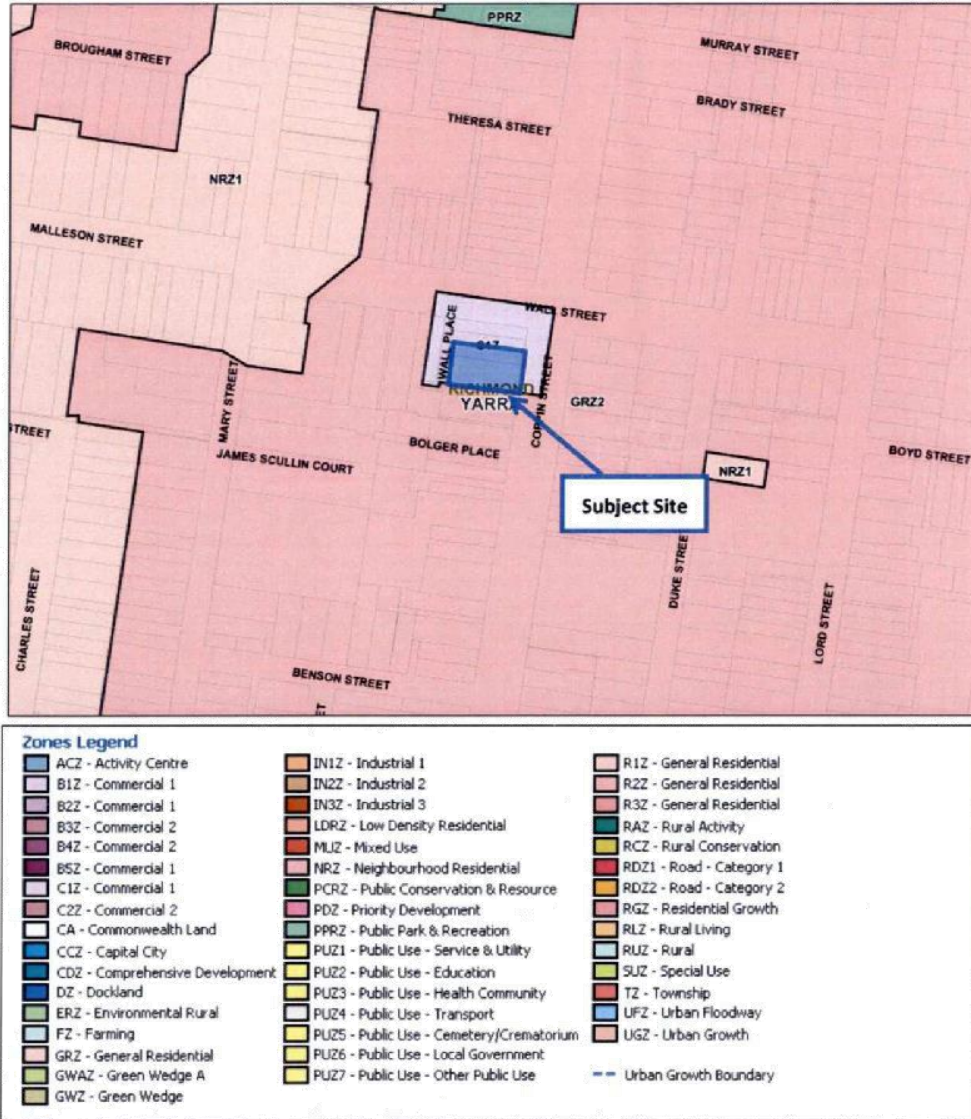 PPRZ
BROUGHAM STREET
MURRAY STREET
BRADY STREET
THERESA STREET
NRZ1
MALLESON STREET
WALL STREET
WALL PLACE
C1Z
RICHMOND
YARRA
COPPIN STREET
GRZ2
MARY STREET
BOLGER PLACE
JAMES SCULLIN COURT
STREET
NRZ1
BOYD STREET
Subject Site
DUKE STREET
CHARLES STREET
LORD STREET
BENSON STREET
ET
Zones Legend
ACZ - Activity Centre
B1Z - Commercial 1
B2Z - Commercial 1
B3Z - Commercial 2
B4Z - Commercial 2
B5Z - Commercial 1
C1Z - Commercial 1
C2Z - Commercial 2
CA - Commonwealth Land
CCZ - Capital City
CDZ - Comprehensive Development
DZ - Dockland
ERZ - Environmental Rural
FZ - Farming
GRZ - General Residential
GWAZ - Green Wedge A
GWZ - Green Wedge
IN1Z - Industrial 1
IN2Z - Industrial 2
IN3Z - Industrial 3
LDRZ - Low Density Residential
MUZ - Mixed Use
NRZ - Neighbourhood Residential
PCRZ - Public Conservation & Resource
PDZ - Priority Development
PPRZ - Public Park & Recreation
PUZ1 - Public Use - Service & Utility
PUZ2 - Public Use - Education
PUZ3 - Public Use - Health Community
PUZ4 - Public Use - Transport
PUZ5 - Public Use - Cemetery/Crematorium
PUZ6 - Public Use - Local Government
PUZ7 - Public Use - Other Public Use
R1Z - General Residential
R2Z - General Residential
R3Z - General Residential
RAZ - Rural Activity
RCZ - Rural Conservation
RDZ1 - Road - Category 1
RDZ2 - Road - Category 2
RGZ - Residential Growth
RLZ - Rural Living
RUZ - Rural
SUZ - Special Use
TZ - Township
UFZ - Urban Floodway
UGZ - Urban Growth
Urban Growth Boundary